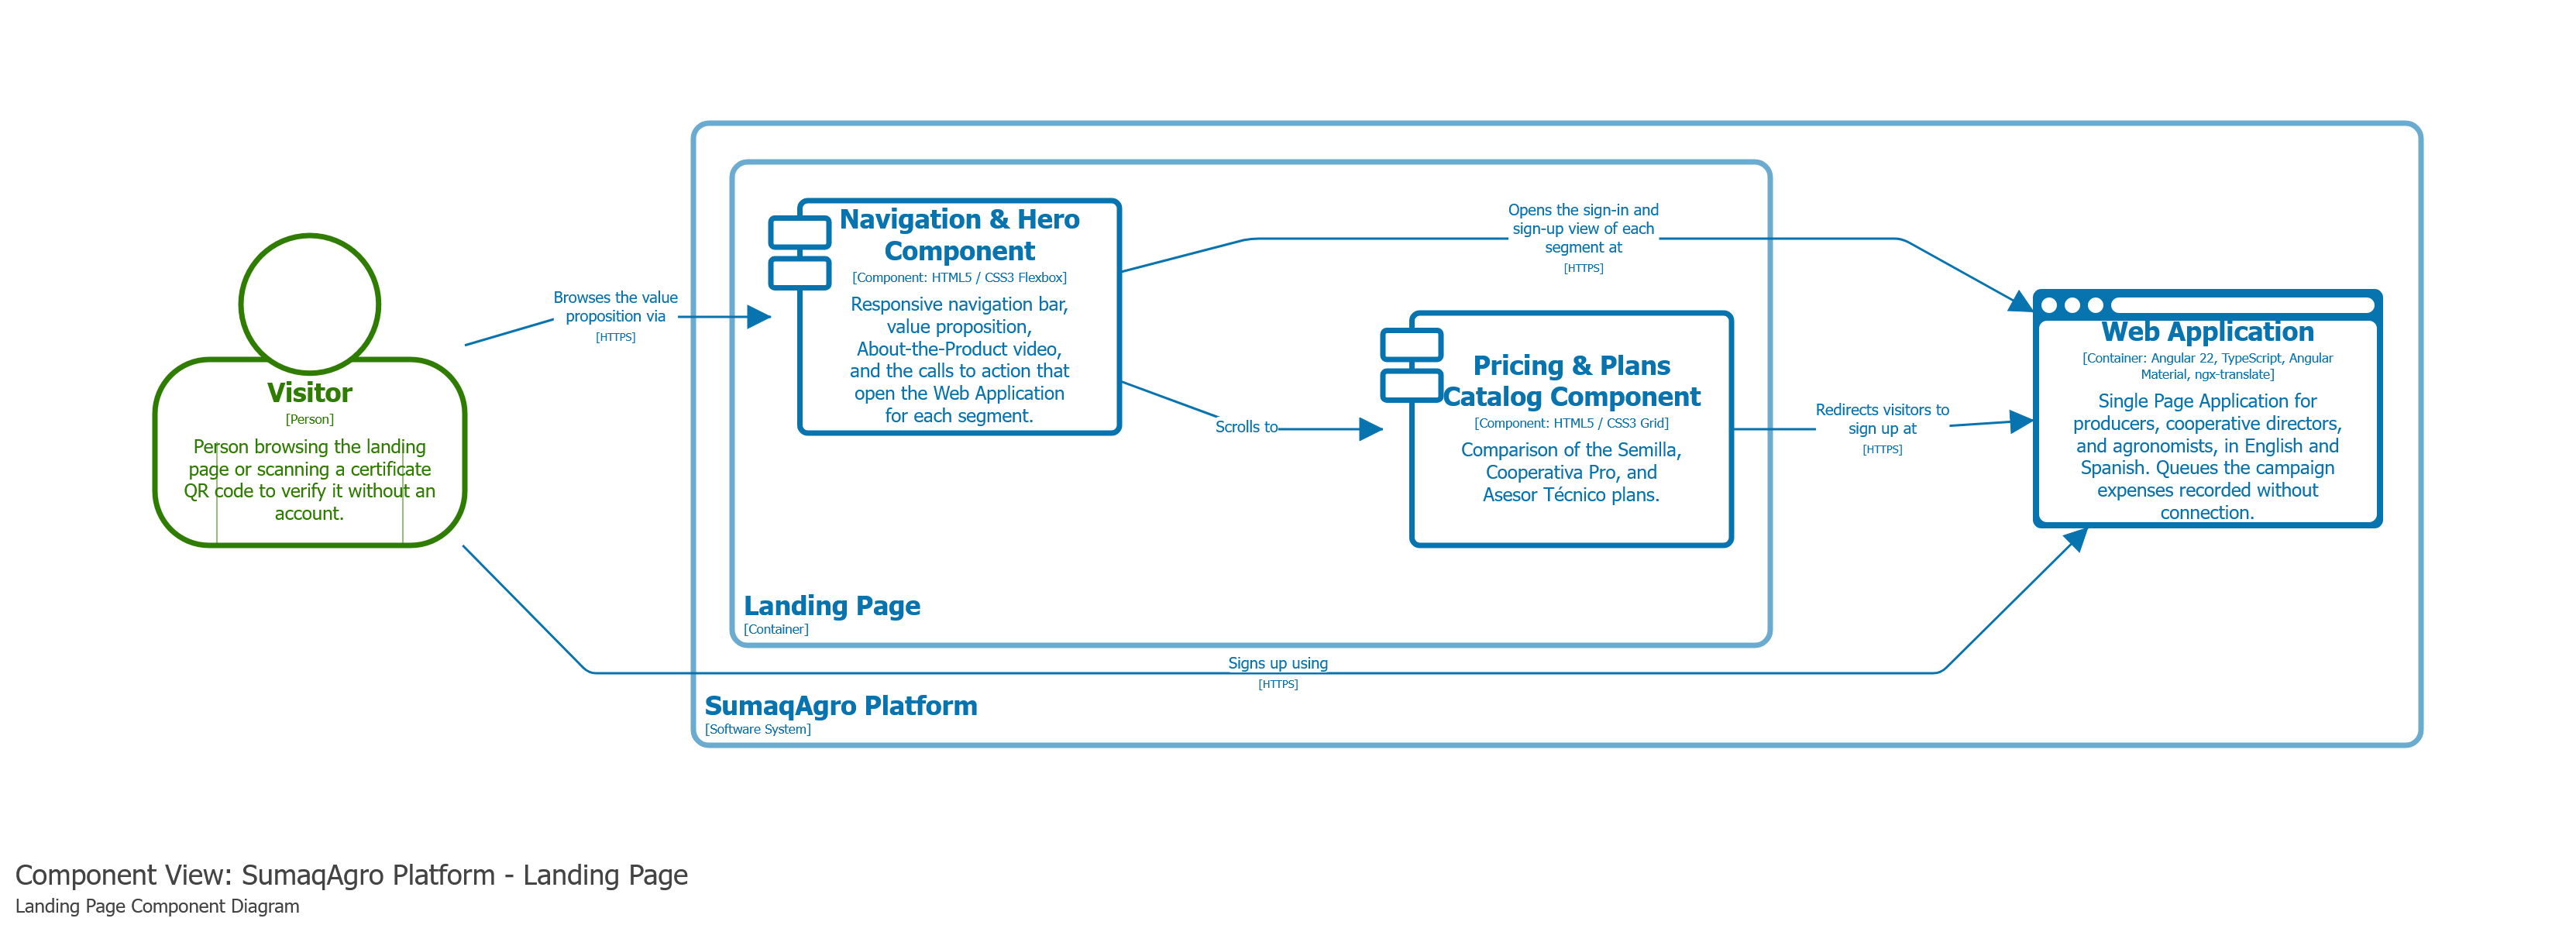 Visitor
[Person]
Person browsing the landing
page or scanning a certificate
QR code to verify it without an
account.
Browses the value
proposition via
[HTTPS]
Navigation & Hero
Component
[Component: HTML5 / CSS3 Flexbox]
Responsive navigation bar,
value proposition,
About-the-Product video,
and the calls to action that
open the Web Application
for each segment.
Opens the sign-in and
sign-up view of each
segment at
[HTTPS]
Scrolls to
Pricing & Plans
Catalog Component
[Component: HTML5 / CSS3 Grid]
Comparison of the Semilla,
Cooperativa Pro, and
Asesor Técnico plans.
Redirects visitors to
sign up at
[HTTPS]
Web Application
[Container: Angular 22, TypeScript, Angular
Material, ngx-translate]
Single Page Application for
producers, cooperative directors,
and agronomists, in English and
Spanish. Queues the campaign
expenses recorded without
connection.
Landing Page
[Container]
Signs up using
[HTTPS]
SumaqAgro Platform
[Software System]
Component View: SumaqAgro Platform - Landing Page
Landing Page Component Diagram